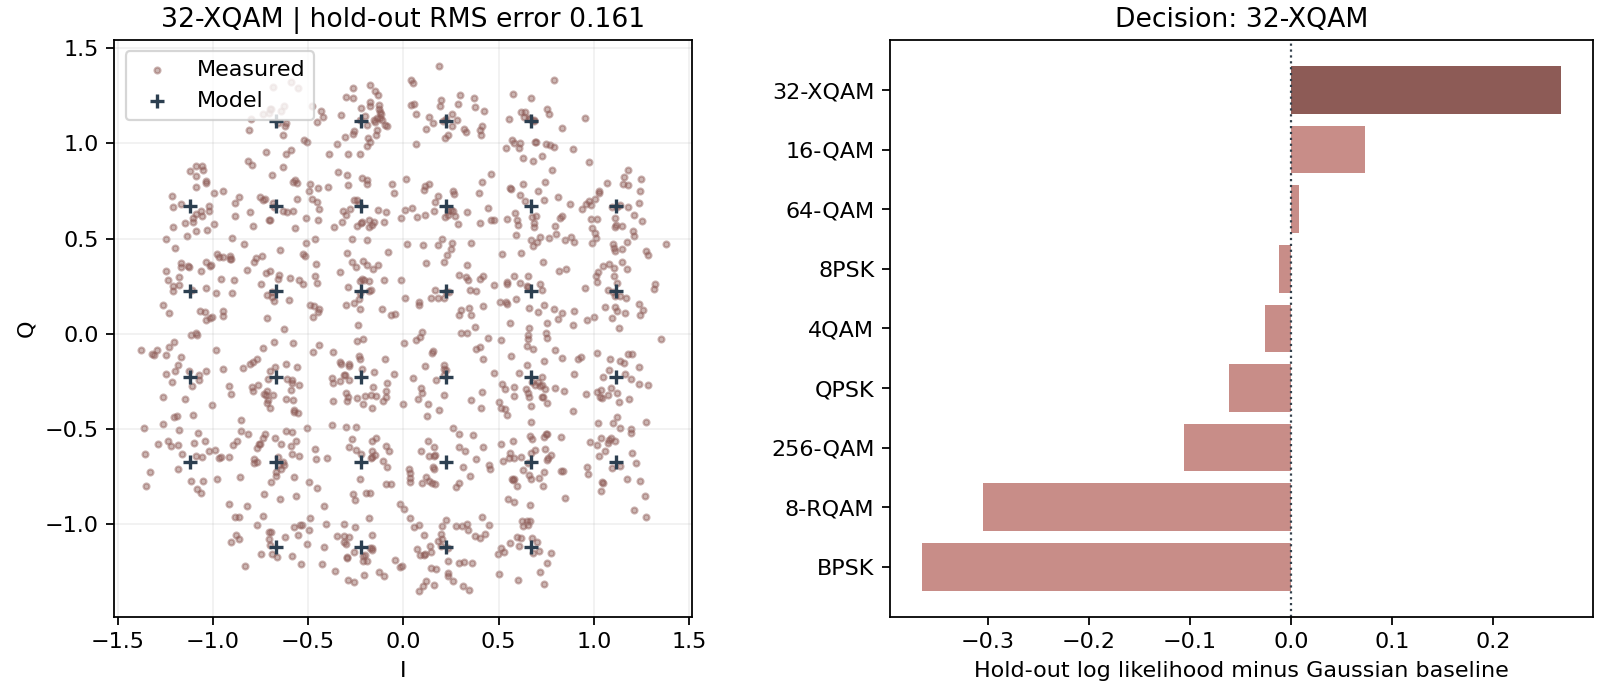 32-XQAM | hold-out RMS error 0.161
Measured
Model
1.5
1.0
0.5
0.0
−0.5
−1.0
Q
−1.5
−1.0
−0.5
0.0
0.5
1.0
1.5
I
Decision: 32-XQAM
32-XQAM
16-QAM
64-QAM
8PSK
4QAM
QPSK
256-QAM
8-RQAM
BPSK
−0.3
−0.2
−0.1
0.0
0.1
0.2
Hold-out log likelihood minus Gaussian baseline